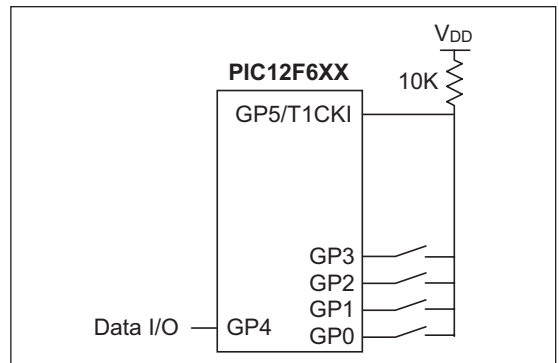 VDD
PIC12F6XX
10K
GP5/T1CKI
GP3
GP2
GP1
Data I/O
GP4
GP0